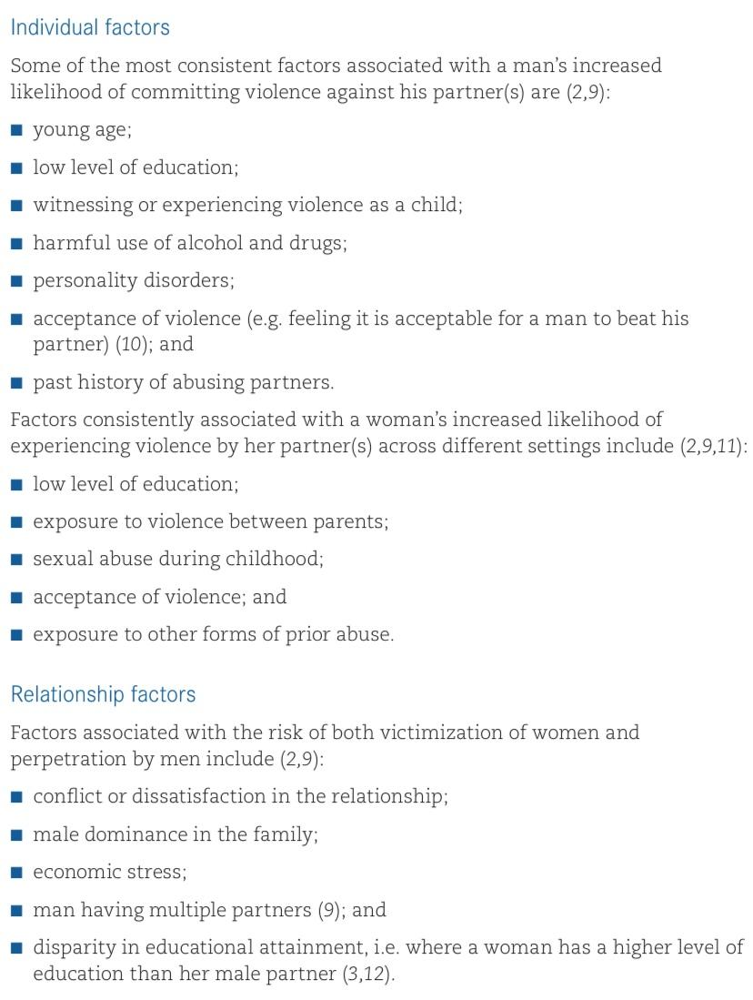 Individual factors
Some of the most consistent factors associated with a man's increased
likelihood of committing violence against his partner(s) are (2,9):
■ young age;
■ low level of education;
■ witnessing or experiencing violence as a child;
■ harmful use of alcohol and drugs;
■ personality disorders;
■ acceptance of violence (e.g. feeling it is acceptable for a man to beat his
partner) (10); and
■ past history of abusing partners.
Factors consistently associated with a woman's increased likelihood of
experiencing violence by her partner(s) across different settings include (2,9,11):
■ low level of education;
■ exposure to violence between parents;
■ sexual abuse during childhood;
■ acceptance of violence; and
■ exposure to other forms of prior abuse.
Relationship factors
Factors associated with the risk of both victimization of women and
perpetration by men include (2,9):
■ conflict or dissatisfaction in the relationship;
■ male dominance in the family;
■ economic stress;
■ man having multiple partners (9); and
■ disparity in educational attainment, i.e. where a woman has a higher level of
education than her male partner (3,12).